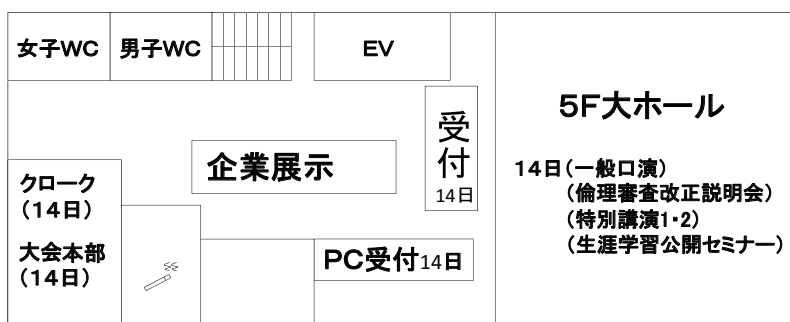 女子WC
男子WC
EV
5F大ホール
受付
14日
企業展示
14日(一般口演)
(倫理審査改正説明会)
(特別講演1・2)
(生涯学習公開セミナー)
クローク
(14日)
大会本部
(14日)
PC受付14日